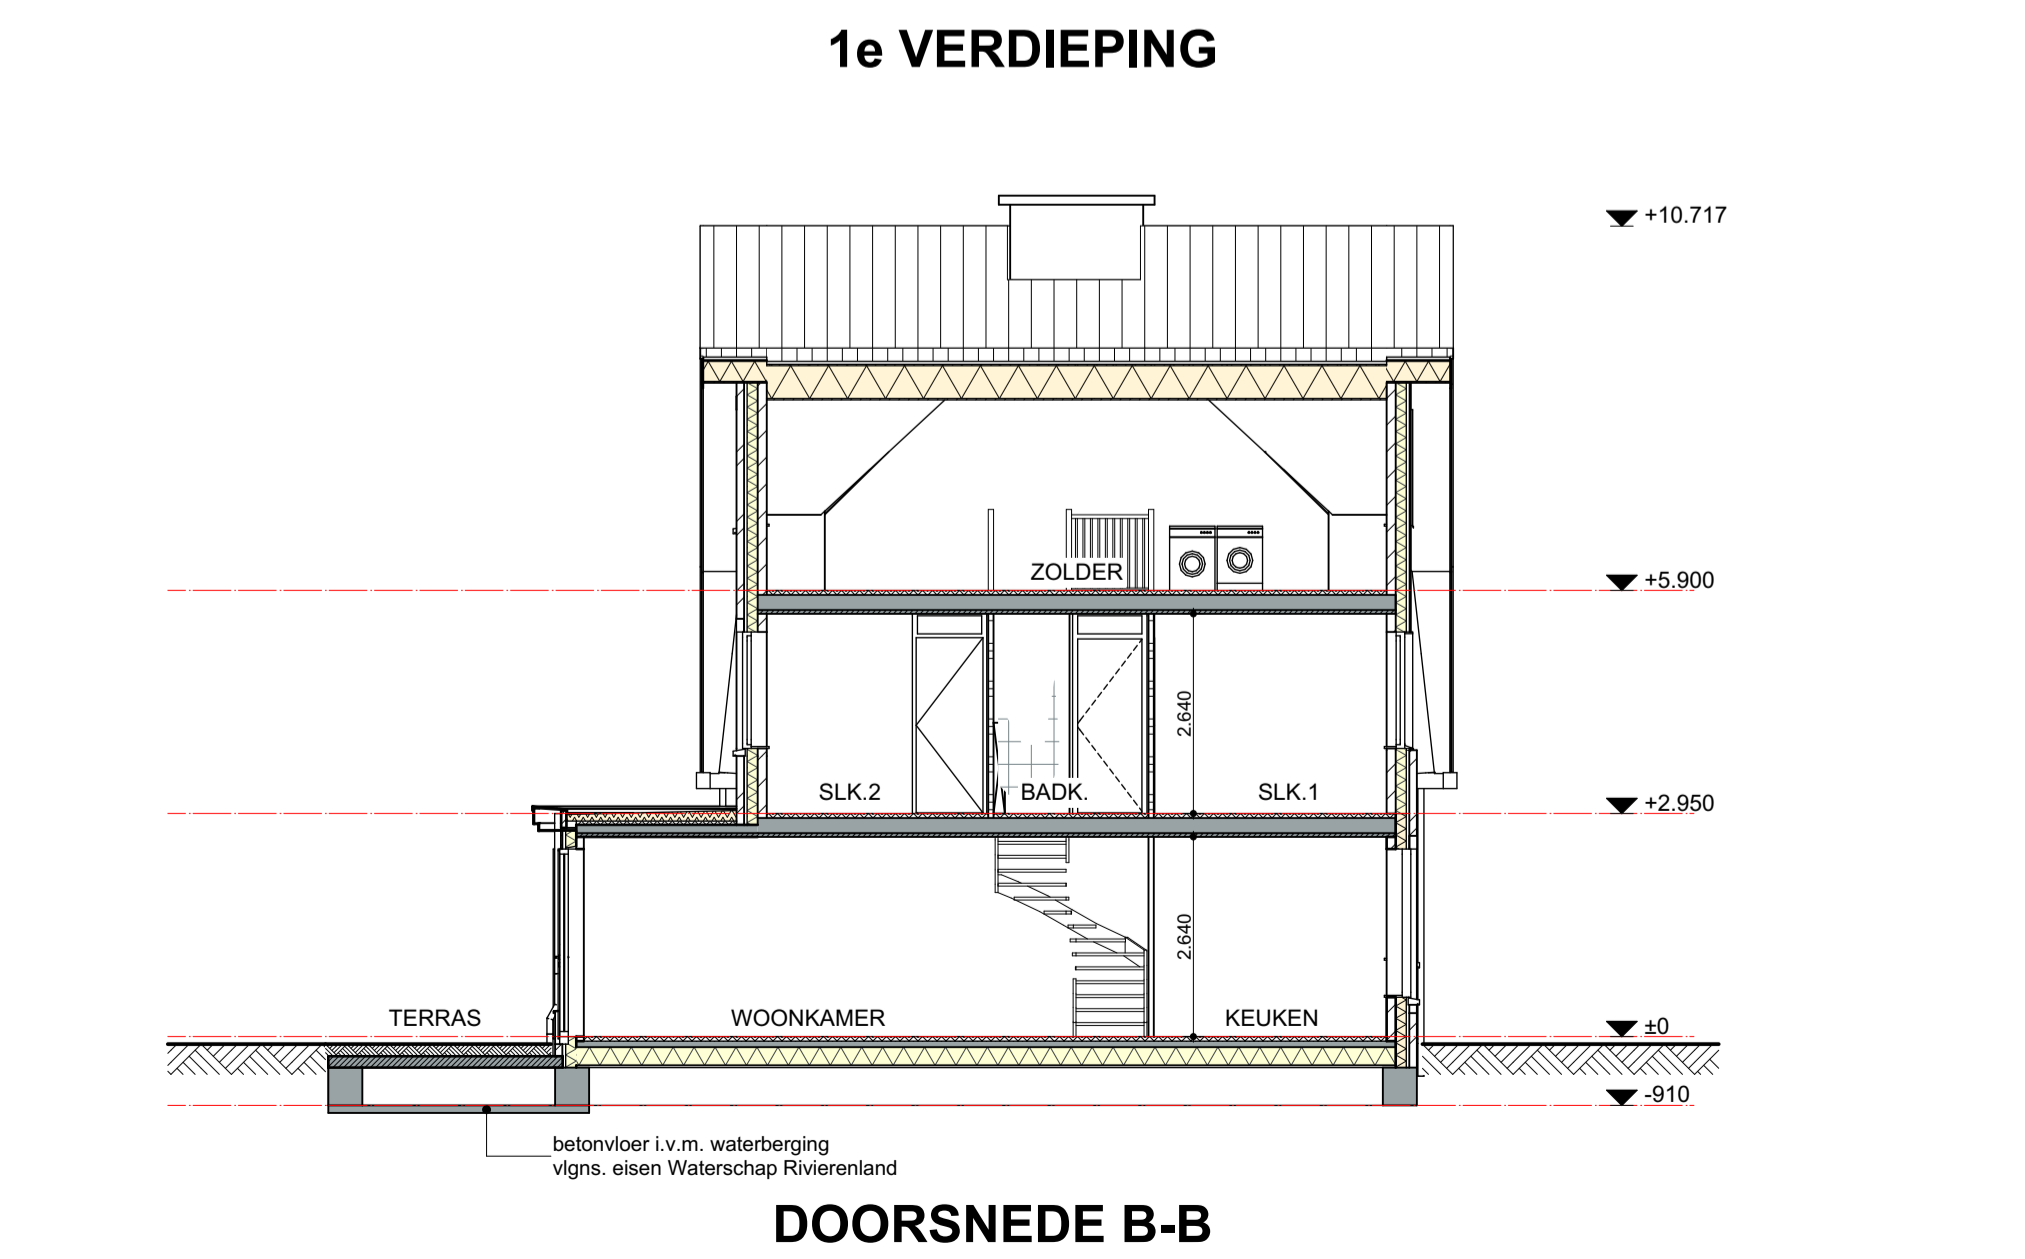 1e VERDIEPING
+10.717
ZOLDER
+5.900
2.640
SLK.2
BADK.
SLK.1
+2.950
2.640
TERRAS
WOONKAMER
KEUKEN
±0
-910
betonvloer i.v.m. waterberging
vlgns. eisen Waterschap Rivierenland
DOORSNEDE B-B